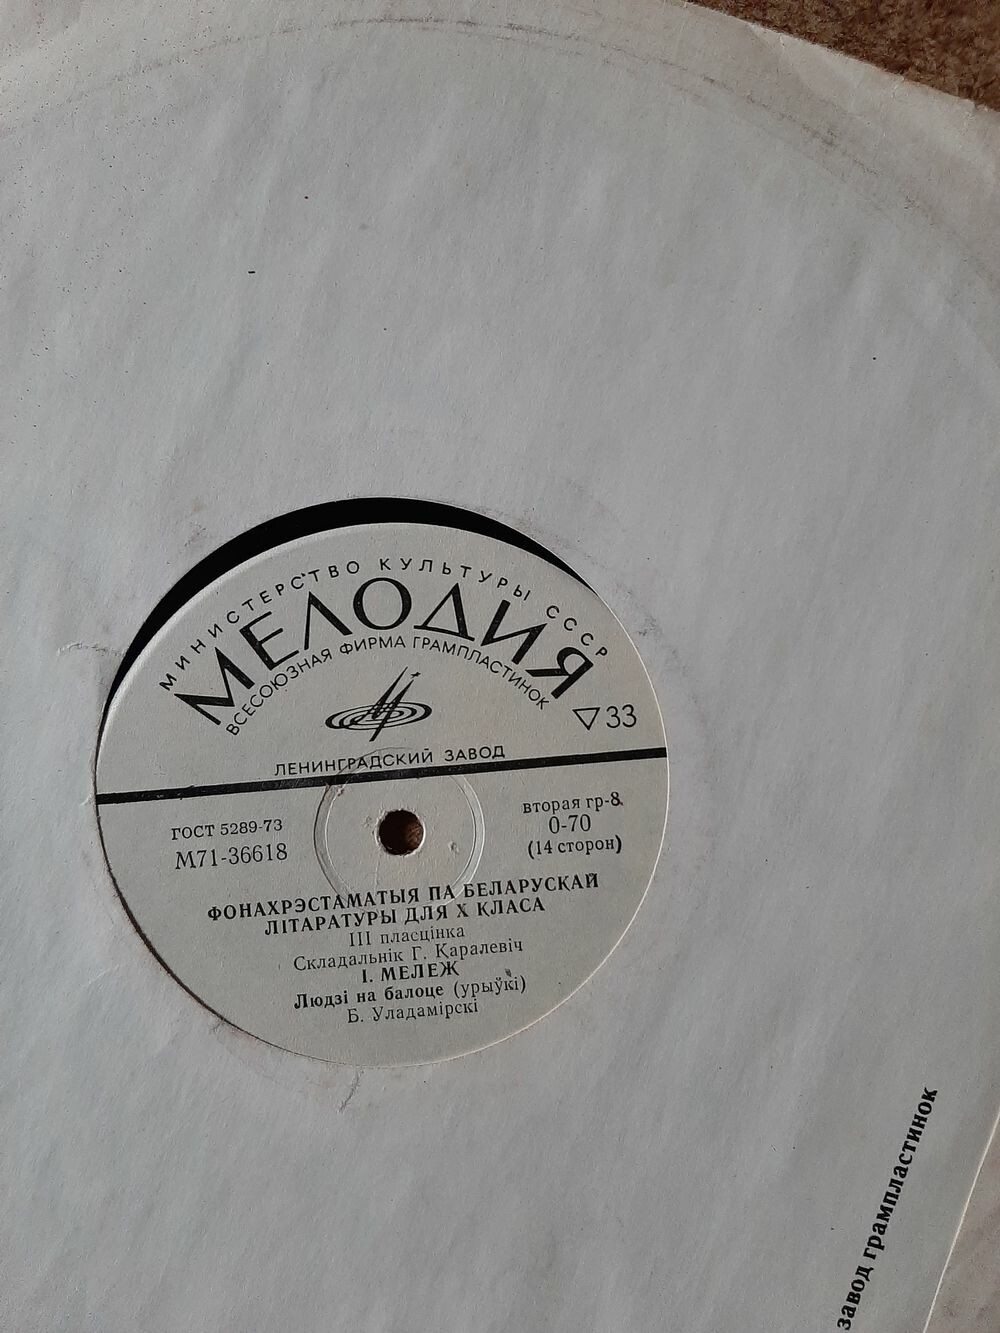 МИНИСТЕРСТВО КУЛЬТУРЫ СССР
МЕЛОДИЯ
ВСЕСОЮЗНАЯ ФИРМА ГРАМПЛАСТИНОК
▽33
ЛЕНИНГРАДСКИЙ ЗАВОД
ГОСТ 5289-73
М71-36618
вторая гр-8
0-70
(14 сторон)
ФОНАХРЭСТАМАТЫЯ ПА БЕЛАРУСКАЙ
ЛІТАРАТУРЫ ДЛЯ X КЛАСА
III пласцінка
Складальнік Г. Каралевіч
І. МЕЛЕЖ
Людзі на балоце (урыўкі)
Б. Уладамірскі
завод грампластинок